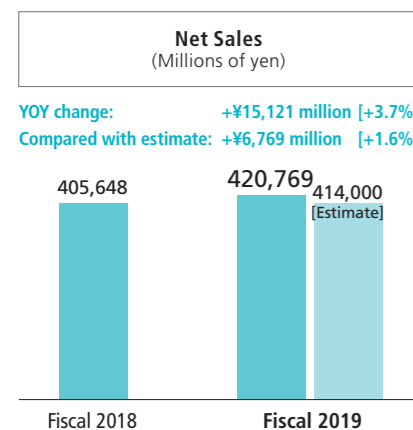 Net Sales
(Millions of yen)
YOY change: +¥15,121 million [+3.7%
Compared with estimate: +¥6,769 million [+1.6%
405,648
420,769
414,000
[Estimate]
Fiscal 2018
Fiscal 2019